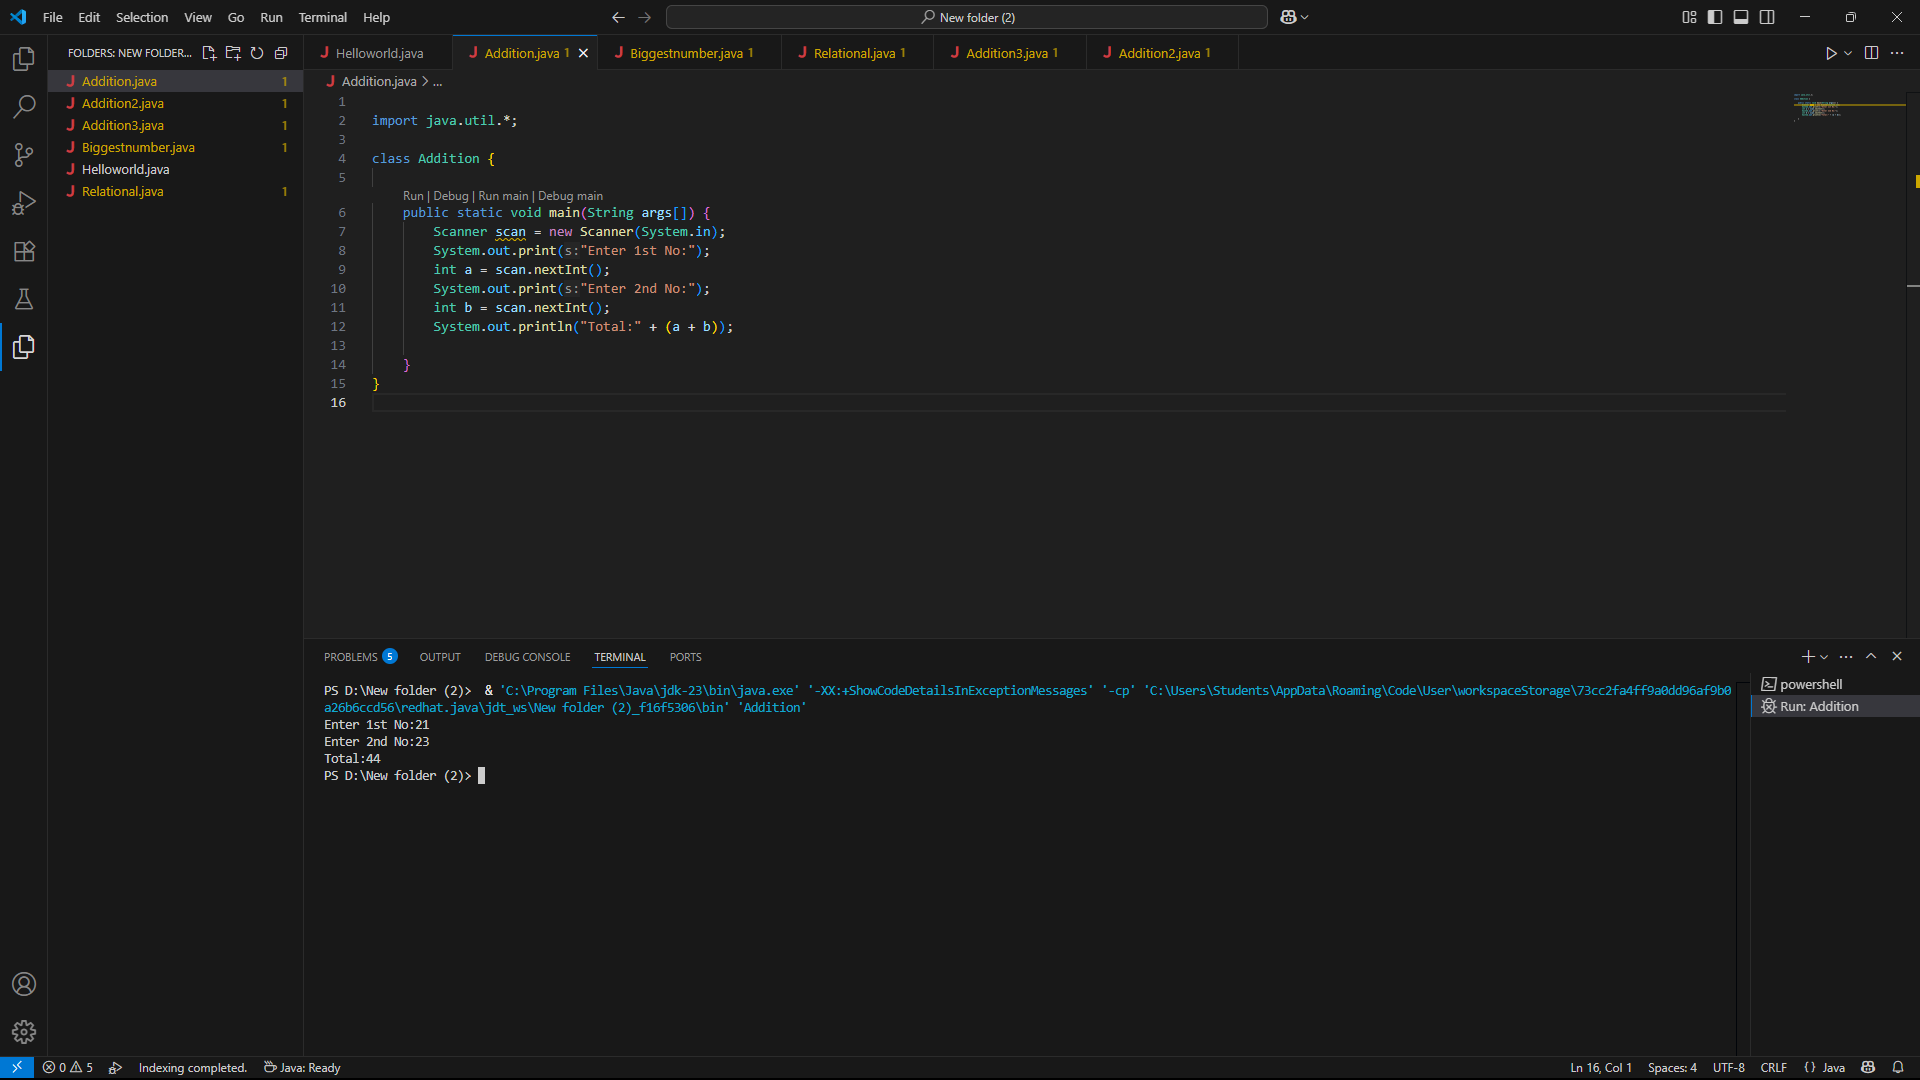 File Edit Selection View Go Run Terminal Help
New folder (2)
FOLDERS: NEW FOLDER...
Helloworld.java
Addition.java 1
Biggestnumber.java 1
Relational.java 1
Addition3.java 1
Addition2.java 1
Addition.java 1
Addition2.java 1
Addition3.java 1
Biggestnumber.java 1
Helloworld.java
Relational.java 1
Addition.java > ...
1
2 import java.util.*;
3
4 class Addition {
5
Run | Debug | Run main | Debug main
6 public static void main(String args[]) {
7 Scanner scan = new Scanner(System.in);
8 System.out.print(s:"Enter 1st No:");
9 int a = scan.nextInt();
10 System.out.print(s:"Enter 2nd No:");
11 int b = scan.nextInt();
12 System.out.println("Total:" + (a + b));
13
14 }
15 }
16
PROBLEMS 5 OUTPUT DEBUG CONSOLE TERMINAL PORTS
PS D:\New folder (2)> & 'C:\Program Files\Java\jdk-23\bin\java.exe' '-XX:+ShowCodeDetailsInExceptionMessages' '-cp' 'C:\Users\Students\AppData\Roaming\Code\User\workspaceStorage\73cc2fa4ff9a0dd96af9b0
a26b6ccd56\redhat.java\jdt_ws\New folder (2)_f16f5306\bin' 'Addition'
Enter 1st No:21
Enter 2nd No:23
Total:44
PS D:\New folder (2)>
powershell
Run: Addition
0 5 Indexing completed. Java: Ready
Ln 16, Col 1 Spaces: 4 UTF-8 CRLF {} Java